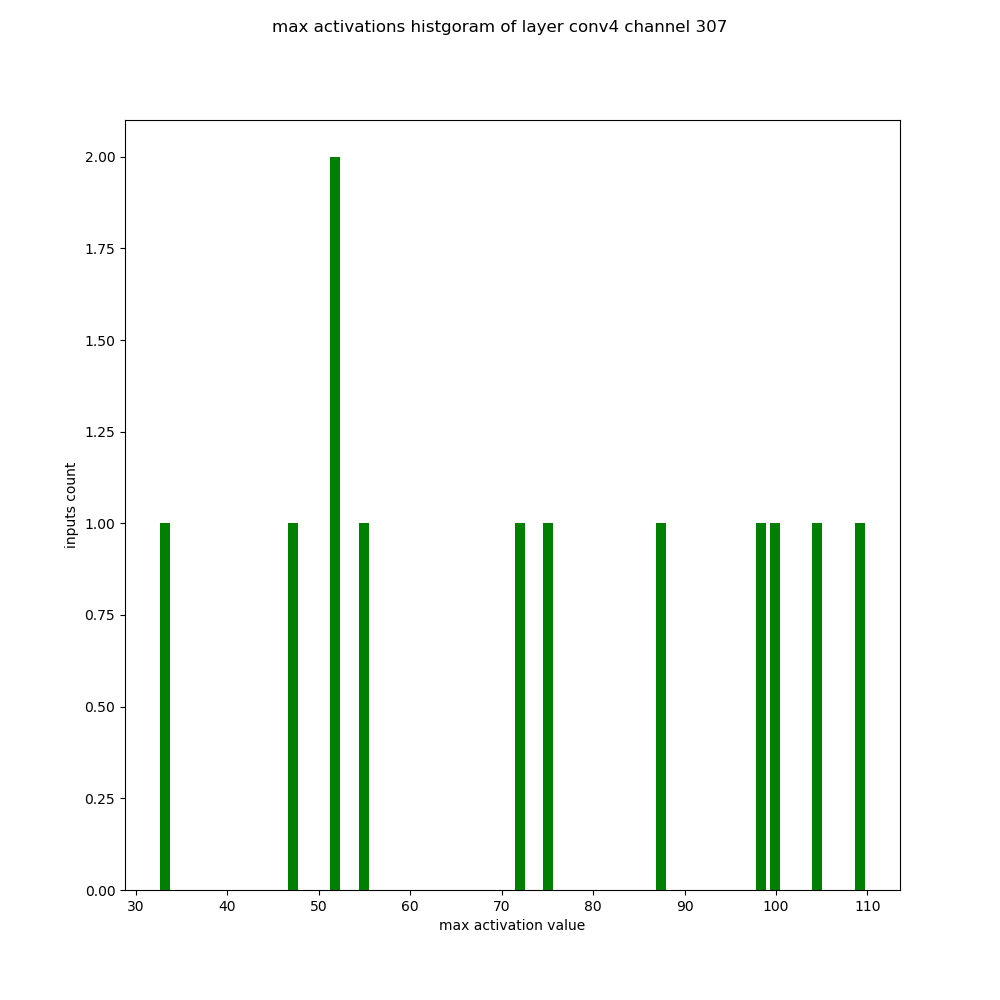 max activations histgoram of layer conv4 channel 307
2.00
1.75
1.50
1.25
1.00
0.75
0.50
0.25
0.00
inputs count
30 40 50 60 70 80 90 100 110
max activation value